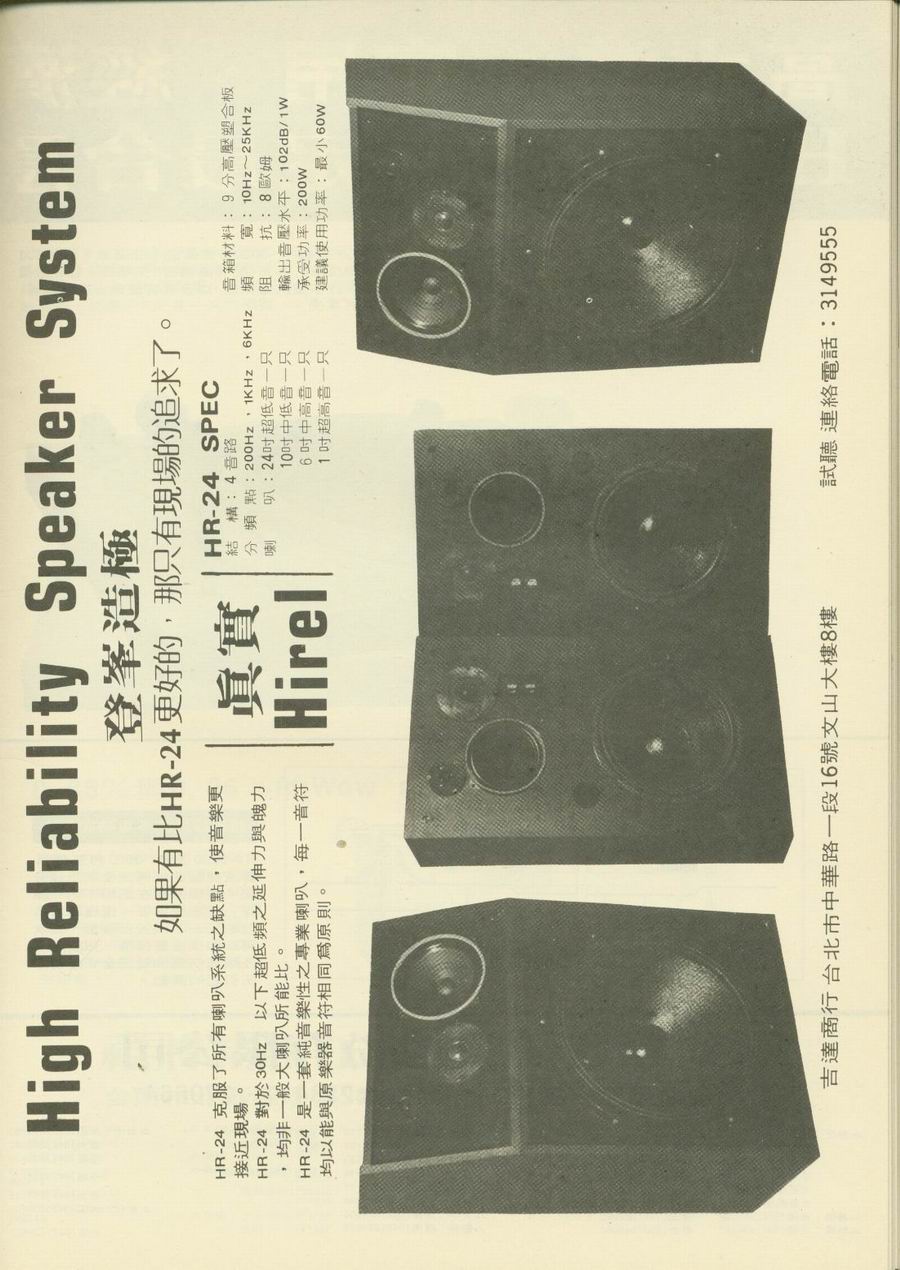 High Reliability Speaker System
登峯造極
如果有比HR-24更好的，那只有現場的追求了。
HR-24 克服了所有喇叭系統之缺點，使音樂更
接近現場。
HR-24 對於30Hz 以下超低頻之延伸力與魄力
，均非一般大喇叭所能比。
HR-24 是一套純音樂性之專業喇叭，每一音符
均以能與原樂器音符相同爲原則。
眞實
Hirel
HR-24 SPEC
結構：4音路
分頻點：200Hz，1KHz，6KHz
喇叭：24吋超低音一只
10吋中低音一只
6吋中高音一只
1吋超高音一只
音箱材料：9分高壓塑合板
頻寬：10Hz～25KHz
阻抗：8歐姆
輸出音壓水平：102dB/1W
承受功率：200W
建議使用功率：最小60W
吉達商行 台北市中華路一段16號文山大樓8樓 試聽 連絡電話：3149555